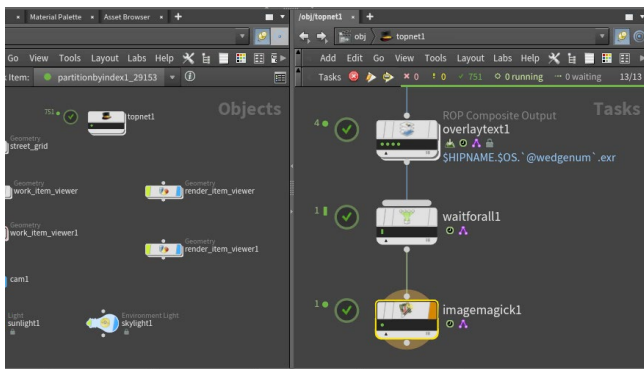 Material Palette × Asset Browser × +
Go View Tools Layout Labs Help
Item: partitionbyindex1_29153
Objects
753
topnet1
Geometry
street_grid
Geometry
work_item_viewer
Geometry
render_item_viewer
Geometry
work_item_viewer1
Geometry
render_item_viewer1
cam1
Light
sunlight1
Environment Light
skylight1
/obj/topnet1 × +
obj topnet1
Add Edit Go View Tools Layout Labs Help
Tasks 0 0 751 0 running 0 waiting 13/13
Tasks
4
ROP Composite Output
overlaytext1
$HIPNAME.$OS.`@wedgenum`.exr
1
waitforall1
1
imagemagick1